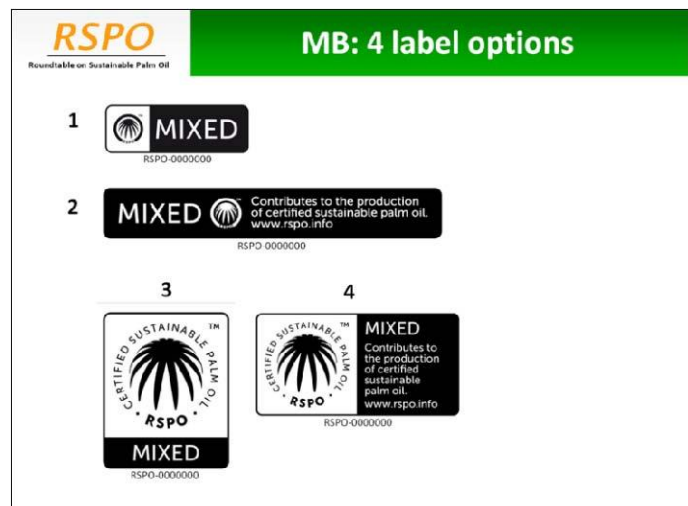 RSPO
Roundtable on Sustainable Palm Oil
MB: 4 label options
1
MIXED
RSPO-0000000
2
MIXED
Contributes to the production
of certified sustainable palm oil.
www.rspo.info
RSPO-0000000
3
CERTIFIED SUSTAINABLE PALM OIL
TM
· RSPO ·
MIXED
RSPO-0000000
4
CERTIFIED SUSTAINABLE PALM OIL
TM
· RSPO ·
MIXED
Contributes to
the production
of certified
sustainable
palm oil.
www.rspo.info
RSPO-0000000